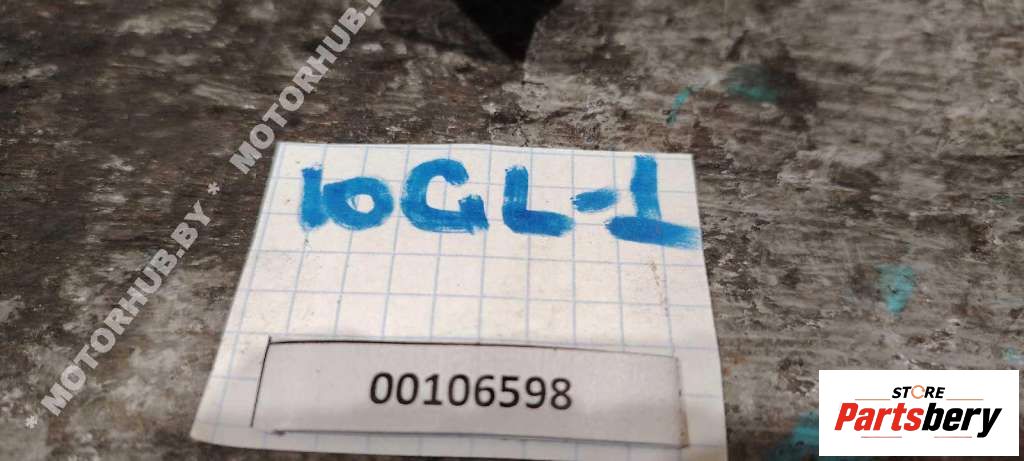 * MOTORHUB.BY * MOTORHUB.BY
10GL-1
00106598
STORE
Partsbery